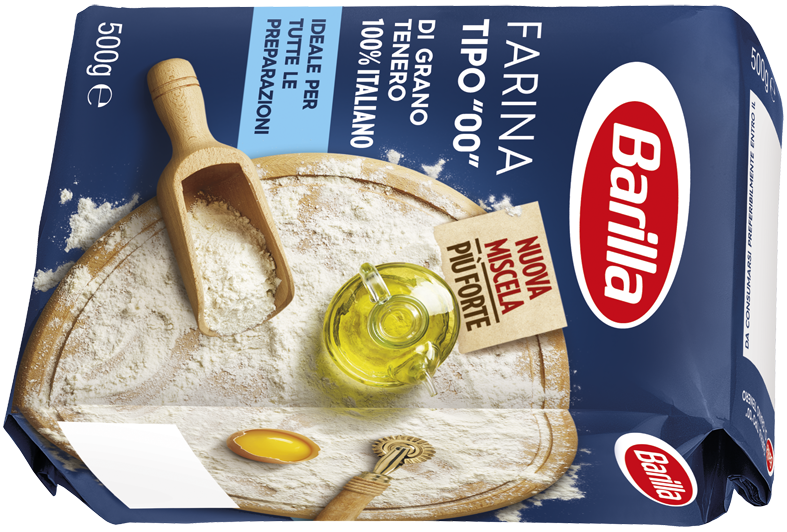 500g ℮
DA CONSUMARSI PREFERIBILMENTE ENTRO IL
Barilla
FARINA
TIPO "00"
DI GRANO
TENERO
100% ITALIANO
IDEALE PER
TUTTE LE
PREPARAZIONI
500g ℮
NUOVA
MISCELA
PIÙ FORTE
Barilla